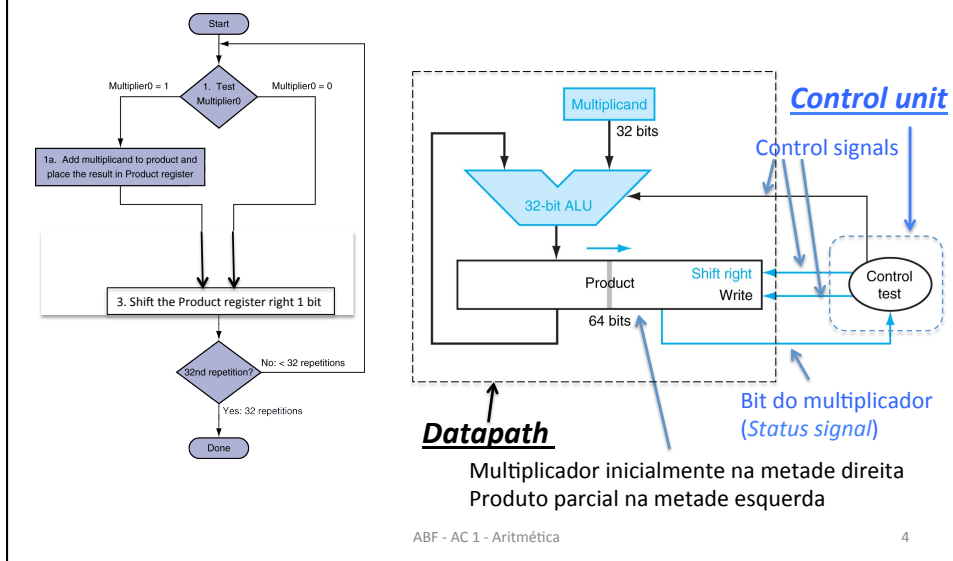 Start
Multiplier0 = 1
1. Test
Multiplier0
Multiplier0 = 0
1a. Add multiplicand to product and
place the result in Product register
3. Shift the Product register right 1 bit
32nd repetition?
No: < 32 repetitions
Yes: 32 repetitions
Done
Multiplicand
32 bits
32-bit ALU
Product
Shift right
Write
64 bits
Control
test
Control unit
Control signals
Bit do multiplicador
(Status signal)
Datapath
Multiplicador inicialmente na metade direita
Produto parcial na metade esquerda
ABF - AC 1 - Aritmética
4